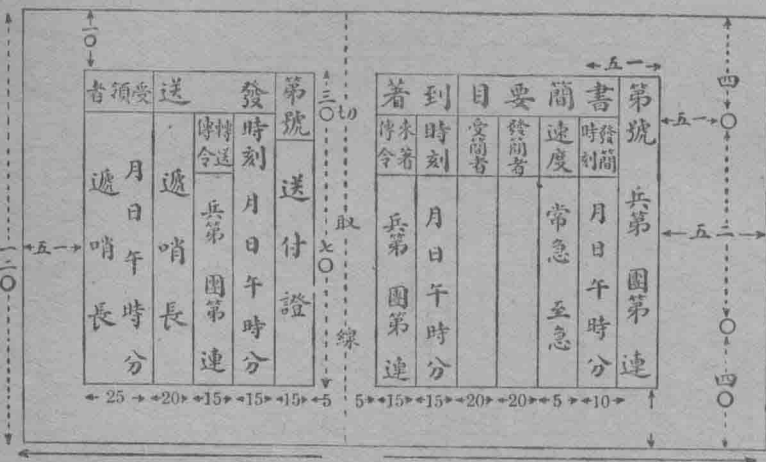 四〇
五二
〇四〇
一五
五一
第號 兵第 團第 連
書簡要目
發簡時刻 月日午時分
速度 常急 至急
發簡者
受簡者
到著
時刻 月日午時分
來著傳令 兵第 團第 連
切取線
三〇
七〇
第號 送付證
發送
時刻 月日午時分
轉送傳令 兵第 團第 連
遞哨長
受領者
月日午時分
遞哨長
一〇
五一
一二〇
25 20 15 15 15 5
5 15 15 20 20 5 10